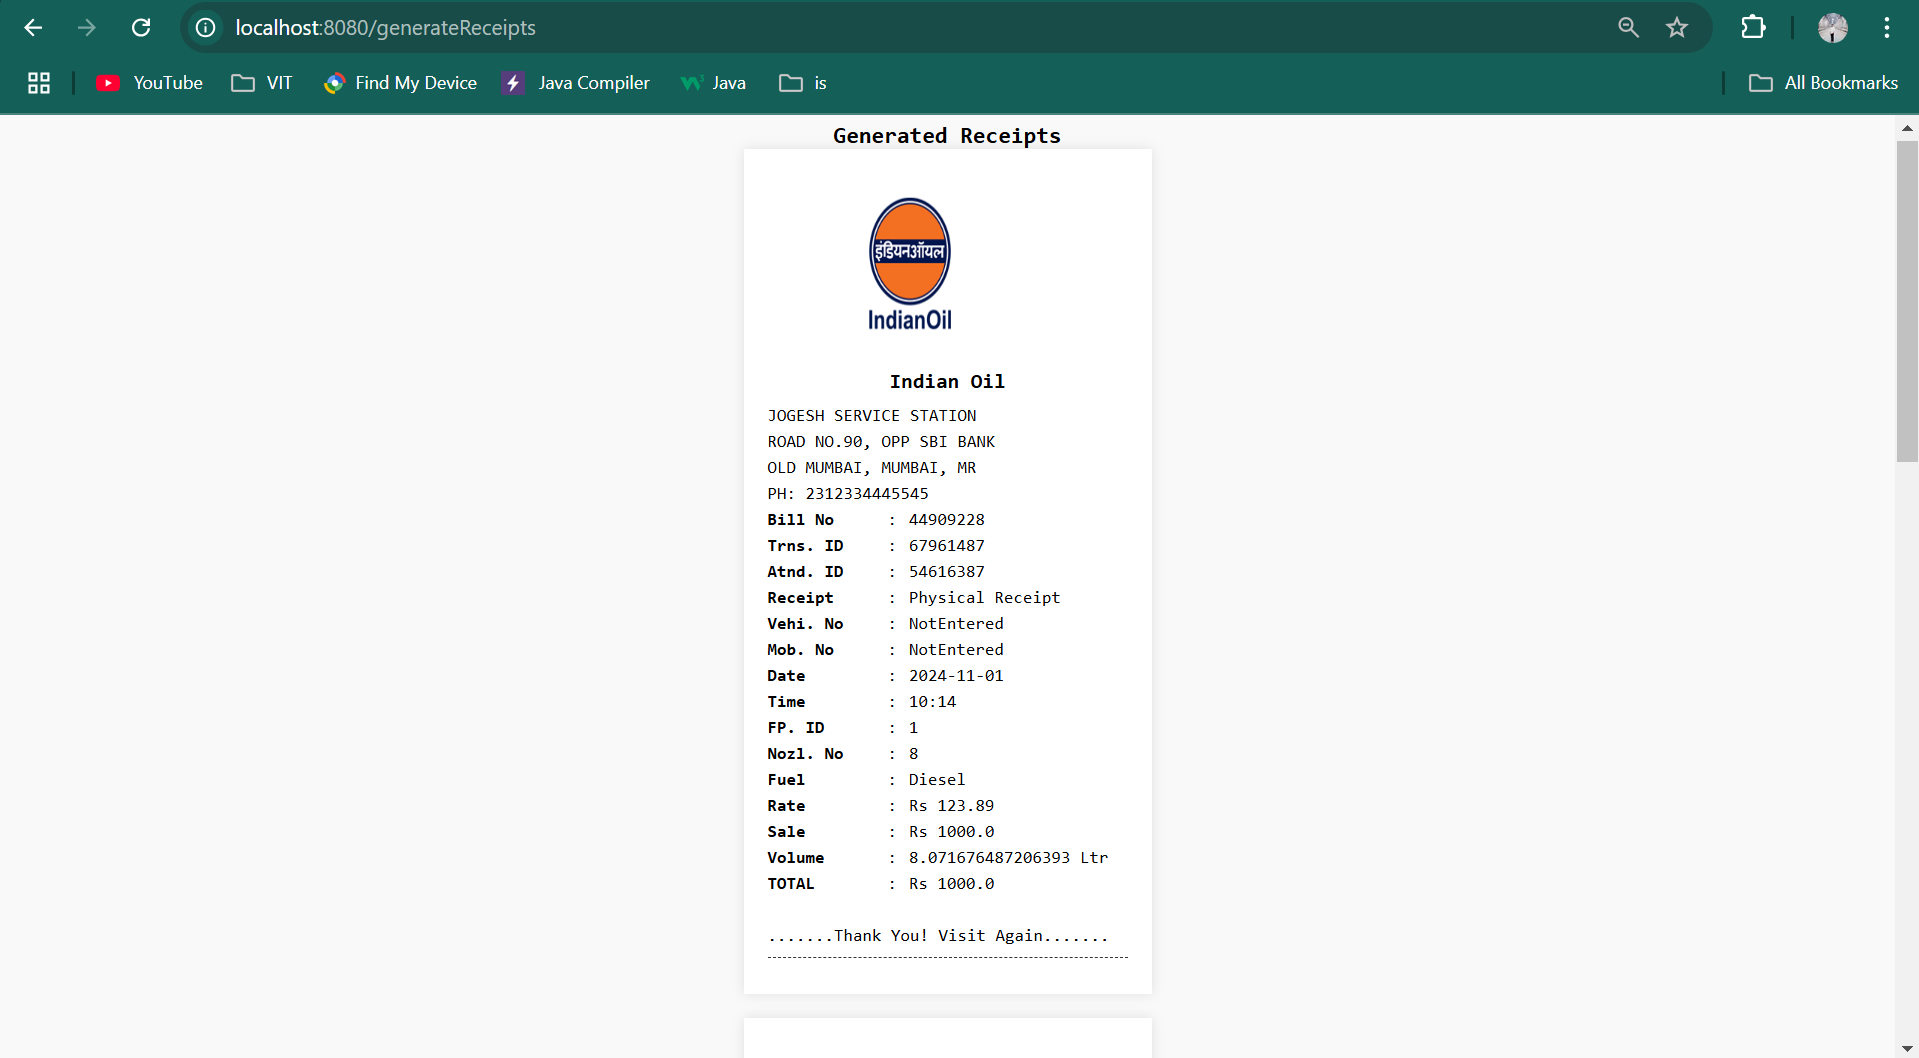 localhost:8080/generateReceipts
YouTube VIT Find My Device Java Compiler Java is All Bookmarks
Generated Receipts
इंडियनऑयल
IndianOil
Indian Oil
JOGESH SERVICE STATION
ROAD NO.90, OPP SBI BANK
OLD MUMBAI, MUMBAI, MR
PH: 2312334445545
Bill No : 44909228
Trns. ID : 67961487
Atnd. ID : 54616387
Receipt : Physical Receipt
Vehi. No : NotEntered
Mob. No : NotEntered
Date : 2024-11-01
Time : 10:14
FP. ID : 1
Nozl. No : 8
Fuel : Diesel
Rate : Rs 123.89
Sale : Rs 1000.0
Volume : 8.071676487206393 Ltr
TOTAL : Rs 1000.0
.......Thank You! Visit Again.......